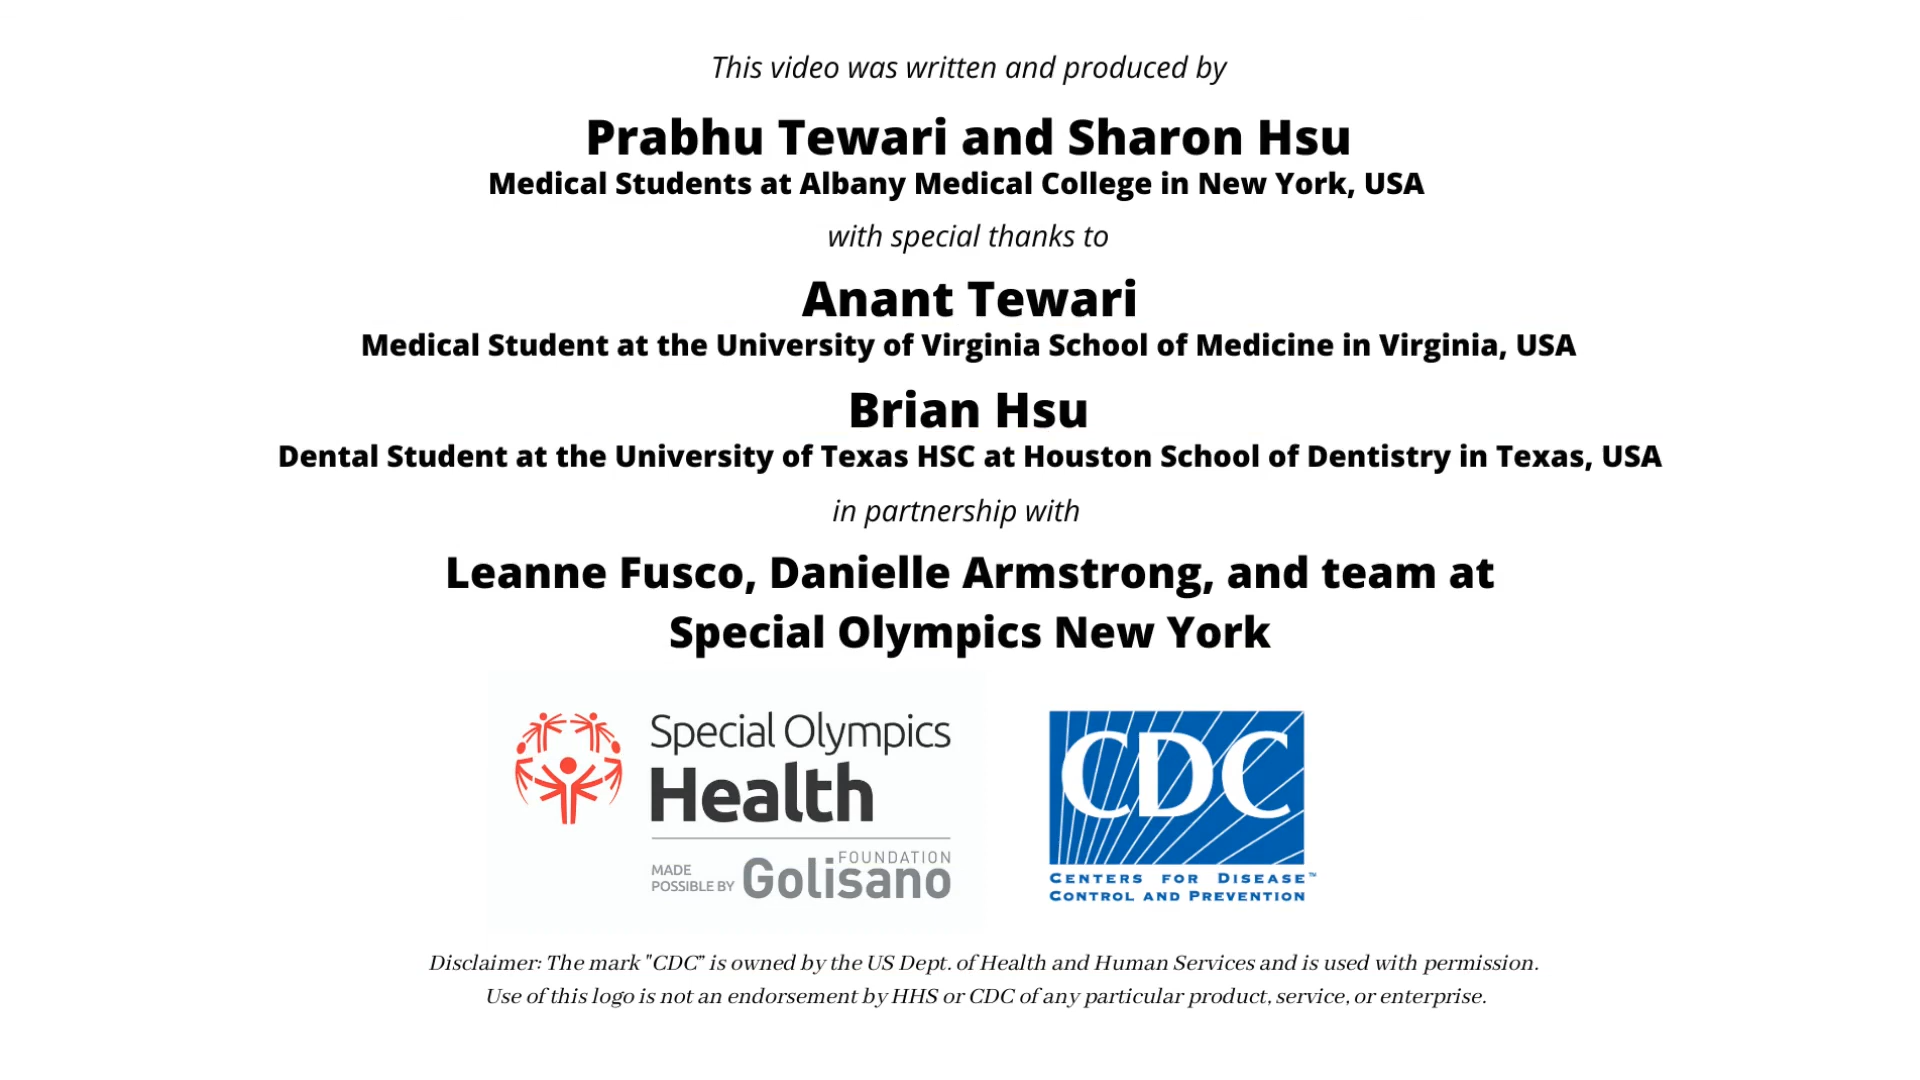 This video was written and produced by
Prabhu Tewari and Sharon Hsu
Medical Students at Albany Medical College in New York, USA
with special thanks to
Anant Tewari
Medical Student at the University of Virginia School of Medicine in Virginia, USA
Brian Hsu
Dental Student at the University of Texas HSC at Houston School of Dentistry in Texas, USA
in partnership with
Leanne Fusco, Danielle Armstrong, and team at
Special Olympics New York
Special Olympics
Health
MADE
POSSIBLE BY
FOUNDATION
Golisano
CDC
CENTERS FOR DISEASE™
CONTROL AND PREVENTION
Disclaimer: The mark "CDC” is owned by the US Dept. of Health and Human Services and is used with permission.
Use of this logo is not an endorsement by HHS or CDC of any particular product, service, or enterprise.